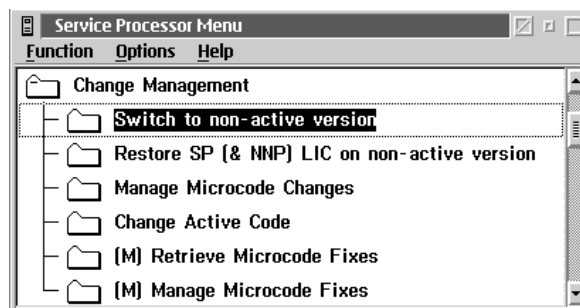 Service Processor Menu
Function Options Help
Change Management
Switch to non-active version
Restore SP (& NNP) LIC on non-active version
Manage Microcode Changes
Change Active Code
(M) Retrieve Microcode Fixes
(M) Manage Microcode Fixes